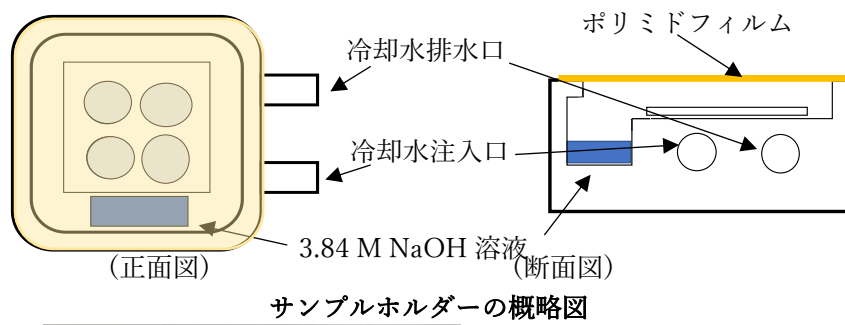 ポリミドフィルム
冷却水排水口
冷却水注入口
3.84 M NaOH 溶液
(正面図)
(断面図)
サンプルホルダーの概略図